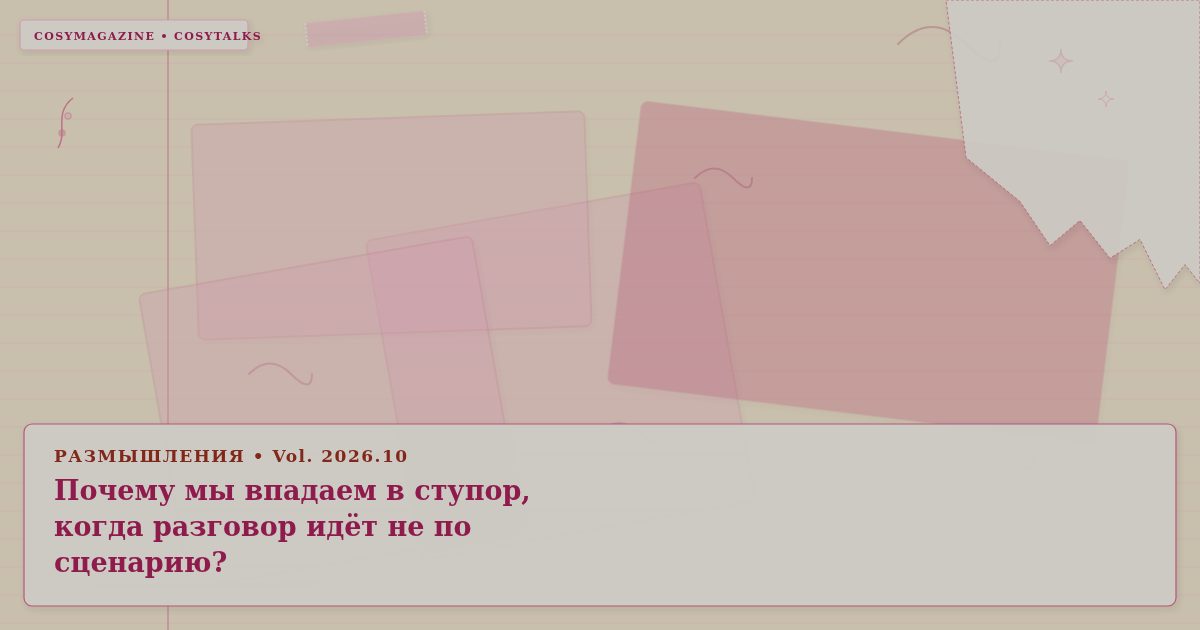 COSYMAGAZINE • COSYTALKS
РАЗМЫШЛЕНИЯ • Vol. 2026.10
Почему мы впадаем в ступор,
когда разговор идёт не по
сценарию?